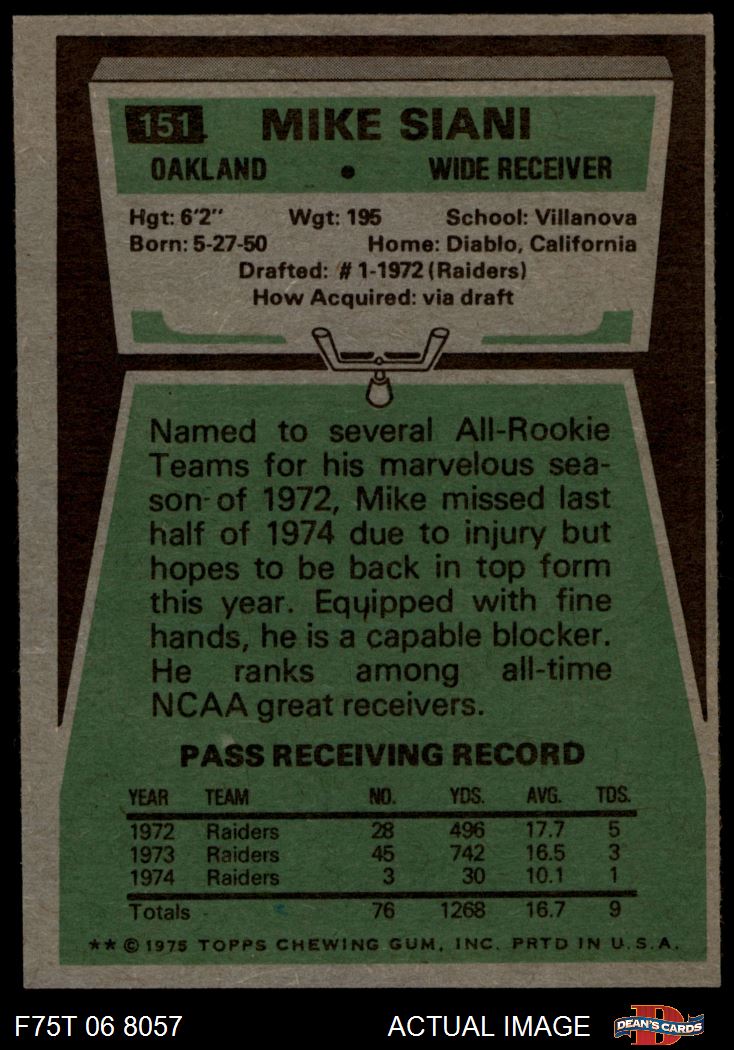 151 MIKE SIANI
OAKLAND • WIDE RECEIVER
Hgt: 6'2" Wgt: 195 School: Villanova
Born: 5-27-50 Home: Diablo, California
Drafted: #1-1972 (Raiders)
How Acquired: via draft
Named to several All-Rookie
Teams for his marvelous sea-
son of 1972, Mike missed last
half of 1974 due to injury but
hopes to be back in top form
this year. Equipped with fine
hands, he is a capable blocker.
He ranks among all-time
NCAA great receivers.
PASS RECEIVING RECORD
YEAR TEAM NO. YDS. AVG. TDS.
1972 Raiders 28 496 17.7 5
1973 Raiders 45 742 16.5 3
1974 Raiders 3 30 10.1 1
Totals 76 1268 16.7 9
** © 1975 TOPPS CHEWING GUM, INC. PRTD IN U.S.A.
F75T 06 8057 ACTUAL IMAGE D DEAN'S CARDS